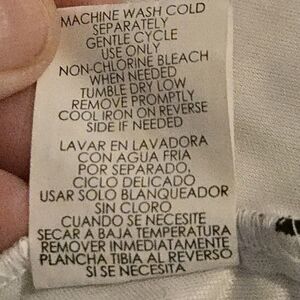 MACHINE WASH COLD
SEPARATELY
GENTLE CYCLE
USE ONLY
NON-CHLORINE BLEACH
WHEN NEEDED
TUMBLE DRY LOW
REMOVE PROMPTLY
COOL IRON ON REVERSE
SIDE IF NEEDED
LAVAR EN LAVADORA
CON AGUA FRIA
POR SEPARADO,
CICLO DELICADO
USAR SOLO BLANQUEADOR
SIN CLORO
CUANDO SE NECESITE
SECAR A BAJA TEMPERATURA
REMOVER INMEDIATAMENTE
PLANCHA TIBIA AL REVERSO
SI SE NECESITA